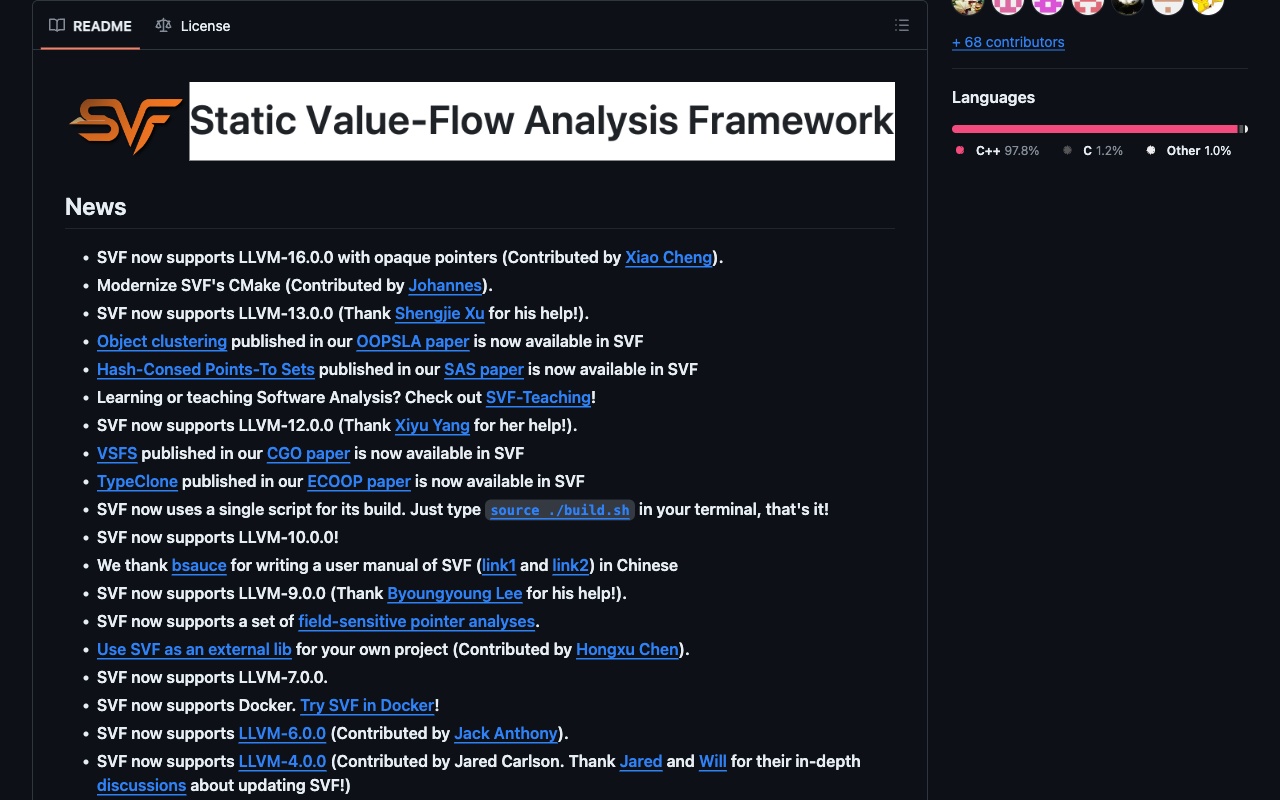 README
License
+ 68 contributors
Languages
C++ 97.8%
C 1.2%
Other 1.0%
SVF
Static Value-Flow Analysis Framework
News
SVF now supports LLVM-16.0.0 with opaque pointers (Contributed by Xiao Cheng).
Modernize SVF's CMake (Contributed by Johannes).
SVF now supports LLVM-13.0.0 (Thank Shengjie Xu for his help!).
Object clustering published in our OOPSLA paper is now available in SVF
Hash-Consed Points-To Sets published in our SAS paper is now available in SVF
Learning or teaching Software Analysis? Check out SVF-Teaching!
SVF now supports LLVM-12.0.0 (Thank Xiyu Yang for her help!).
VSFS published in our CGO paper is now available in SVF
TypeClone published in our ECOOP paper is now available in SVF
SVF now uses a single script for its build. Just type source ./build.sh in your terminal, that's it!
SVF now supports LLVM-10.0.0!
We thank bsauce for writing a user manual of SVF (link1 and link2) in Chinese
SVF now supports LLVM-9.0.0 (Thank Byoungyoung Lee for his help!).
SVF now supports a set of field-sensitive pointer analyses.
Use SVF as an external lib for your own project (Contributed by Hongxu Chen).
SVF now supports LLVM-7.0.0.
SVF now supports Docker. Try SVF in Docker!
SVF now supports LLVM-6.0.0 (Contributed by Jack Anthony).
SVF now supports LLVM-4.0.0 (Contributed by Jared Carlson. Thank Jared and Will for their in-depth
discussions about updating SVF!)